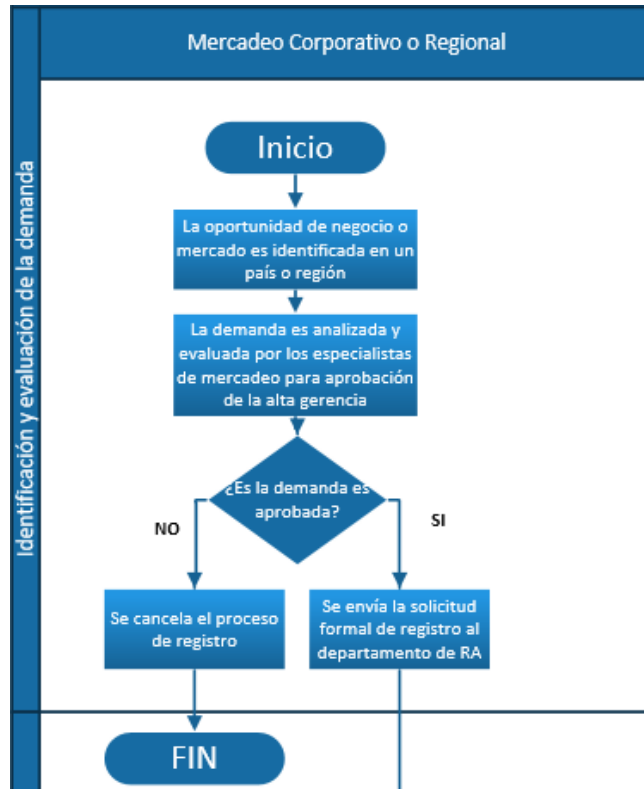 Mercadeo Corporativo o Regional
Identificación y evaluación de la demanda
Inicio
La oportunidad de negocio o
mercado es identificada en un
país o región
La demanda es analizada y
evaluada por los especialistas
de mercadeo para aprobación
de la alta gerencia
¿Es la demanda es
aprobada?
NO
SI
Se cancela el proceso
de registro
Se envía la solicitud
formal de registro al
departamento de RA
FIN